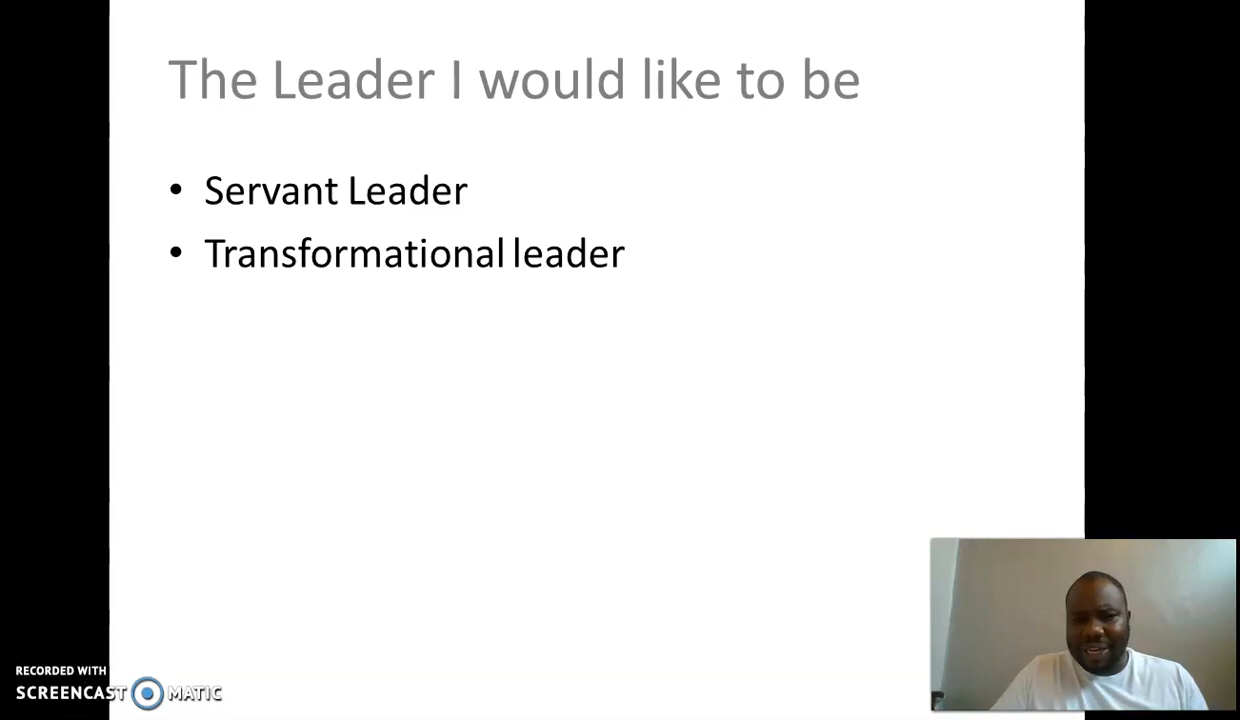 The Leader I would like to be
• Servant Leader
• Transformational leader
RECORDED WITH
SCREENCAST MATIC